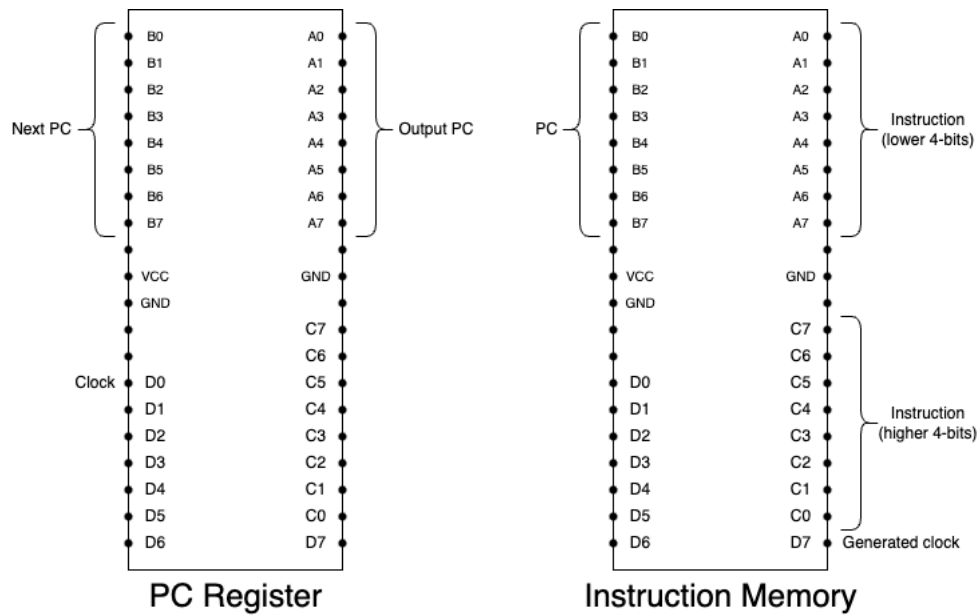 B0
A0
B1
A1
B2
A2
B3
A3
Next PC
Output PC
B4
A4
B5
A5
B6
A6
B7
A7
VCC
GND
GND
C7
C6
Clock
D0
C5
D1
C4
D2
C3
D3
C2
D4
C1
D5
C0
D6
D7
PC Register
B0
A0
B1
A1
B2
A2
B3
A3
PC
Instruction
(lower 4-bits)
B4
A4
B5
A5
B6
A6
B7
A7
VCC
GND
GND
C7
C6
D0
C5
D1
C4
Instruction
(higher 4-bits)
D2
C3
D3
C2
D4
C1
D5
C0
D6
D7
Generated clock
Instruction Memory